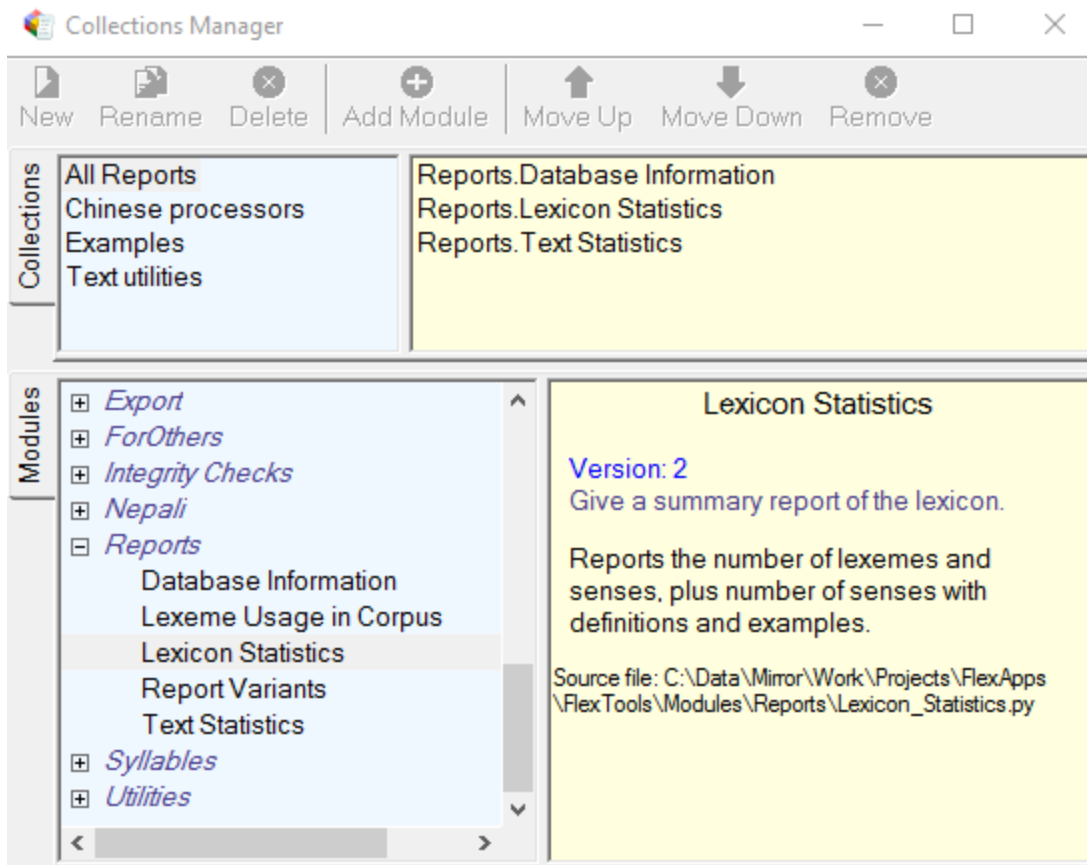 Collections Manager
New Rename Delete Add Module Move Up Move Down Remove
Collections
All Reports
Chinese processors
Examples
Text utilities
Reports.Database Information
Reports.Lexicon Statistics
Reports.Text Statistics
Modules
Export
ForOthers
Integrity Checks
Nepali
Reports
Database Information
Lexeme Usage in Corpus
Lexicon Statistics
Report Variants
Text Statistics
Syllables
Utilities
Lexicon Statistics
Version: 2
Give a summary report of the lexicon.
Reports the number of lexemes and
senses, plus number of senses with
definitions and examples.
Source file: C:\Data\Mirror\Work\Projects\FlexApps
\FlexTools\Modules\Reports\Lexicon_Statistics.py